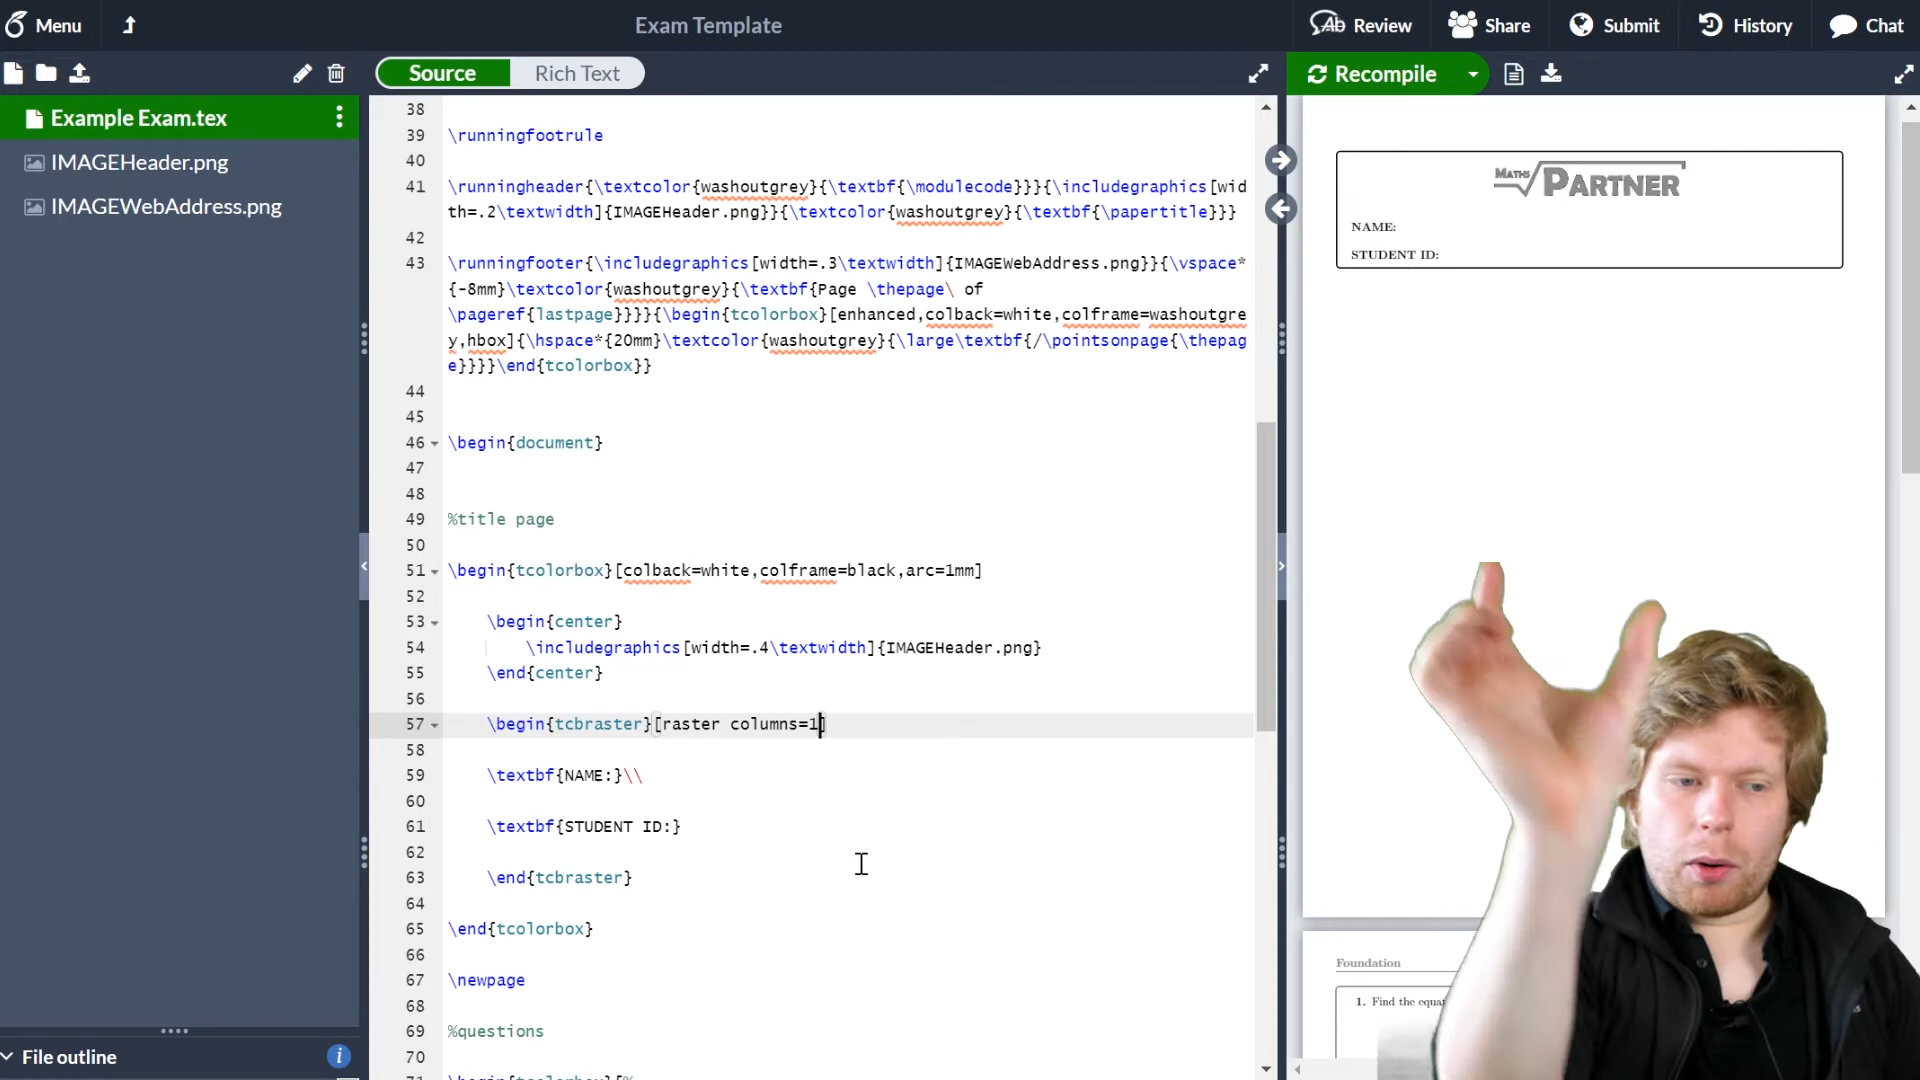 Menu
Exam Template
Review
Share
Submit
History
Chat
Source
Rich Text
Recompile
Example Exam.tex
IMAGEHeader.png
IMAGEWebAddress.png
File outline
38
39 \runningfootrule
40
41 \runningheader{\textcolor{washoutgrey}{\textbf{\modulecode}}}{\includegraphics[wid
th=.2\textwidth]{IMAGEHeader.png}}{\textcolor{washoutgrey}{\textbf{\papertitle}}}
42
43 \runningfooter{\includegraphics[width=.3\textwidth]{IMAGEWebAddress.png}}{\vspace*
{-8mm}\textcolor{washoutgrey}{\textbf{Page \thepage\ of
\pageref{lastpage}}}}{\begin{tcolorbox}[enhanced,colback=white,colframe=washoutgre
y,hbox]{\hspace*{20mm}\textcolor{washoutgrey}{\large\textbf{/\pointsonpage{\thepag
e}}}}\end{tcolorbox}}
44
45
46 \begin{document}
47
48
49 %title page
50
51 \begin{tcolorbox}[colback=white,colframe=black,arc=1mm]
52
53 \begin{center}
54 \includegraphics[width=.4\textwidth]{IMAGEHeader.png}
55 \end{center}
56
57 \begin{tcbraster}[raster columns=1]
58
59 \textbf{NAME:}\\
60
61 \textbf{STUDENT ID:}
62
63 \end{tcbraster}
64
65 \end{tcolorbox}
66
67 \newpage
68
69 %questions
70
MATHS PARTNER
NAME:
STUDENT ID:
Foundation
1. Find the